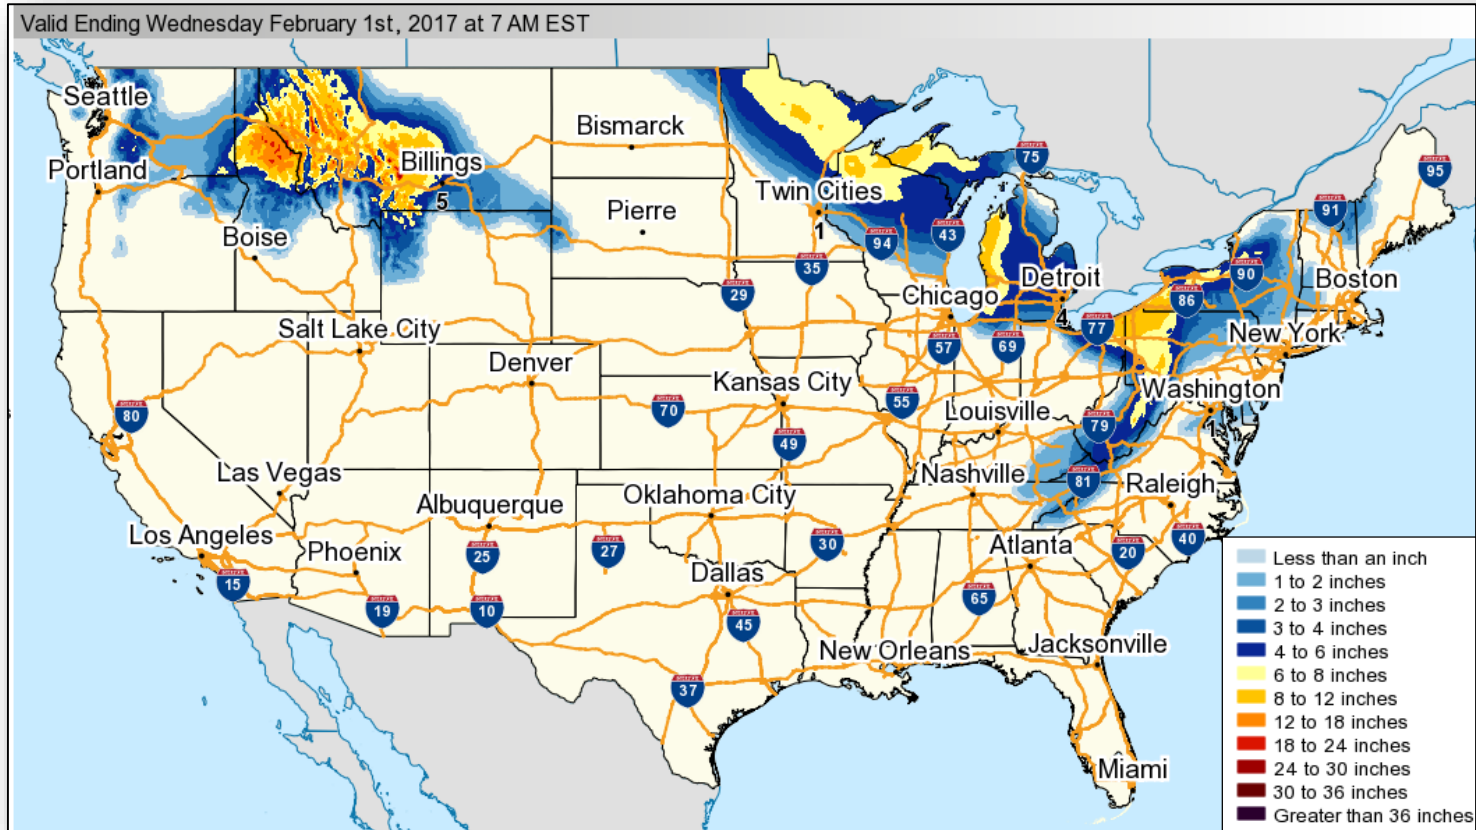 Valid Ending Wednesday February 1st, 2017 at 7 AM EST
Seattle
Bismarck
Portland
Billings
75
95
5
Twin Cities
Pierre
1
91
Boise
94
43
35
90
Detroit
Boston
29
Chicago
86
4
Salt Lake City
77
New York
57
69
Denver
Kansas City
Washington
80
70
55
Louisville
79
1
49
Las Vegas
Nashville
81
Raleigh
Albuquerque
Oklahoma City
Los Angeles
Phoenix
25
27
30
Atlanta
20
40
15
Dallas
19
10
65
45
New Orleans
Jacksonville
37
Miami
Less than an inch
1 to 2 inches
2 to 3 inches
3 to 4 inches
4 to 6 inches
6 to 8 inches
8 to 12 inches
12 to 18 inches
18 to 24 inches
24 to 30 inches
30 to 36 inches
Greater than 36 inches